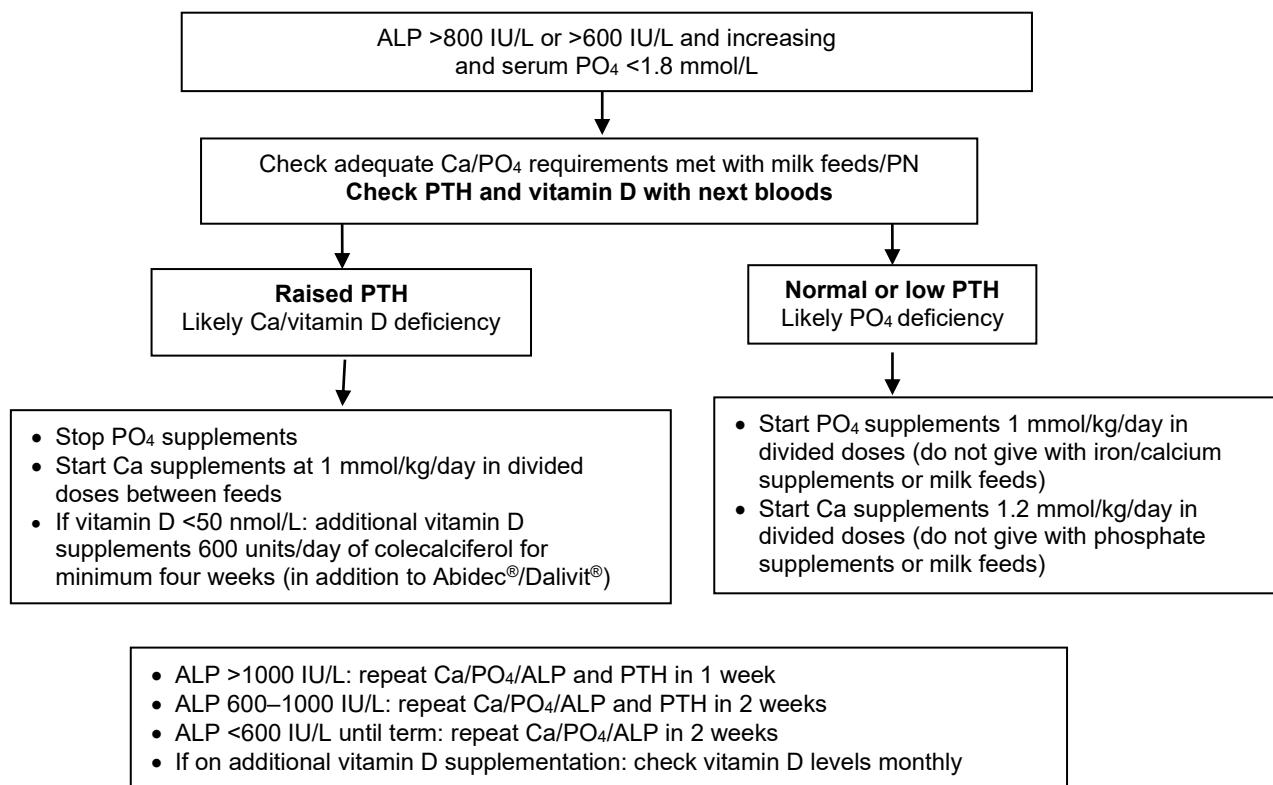 ALP >800 IU/L or >600 IU/L and increasing
and serum PO₄ <1.8 mmol/L
Check adequate Ca/PO₄ requirements met with milk feeds/PN
Check PTH and vitamin D with next bloods
Raised PTH
Likely Ca/vitamin D deficiency
Normal or low PTH
Likely PO₄ deficiency
• Stop PO₄ supplements
• Start Ca supplements at 1 mmol/kg/day in divided
doses between feeds
• If vitamin D <50 nmol/L: additional vitamin D
supplements 600 units/day of colecalciferol for
minimum four weeks (in addition to Abidec®/Dalivit®)
• Start PO₄ supplements 1 mmol/kg/day in
divided doses (do not give with iron/calcium
supplements or milk feeds)
• Start Ca supplements 1.2 mmol/kg/day in
divided doses (do not give with phosphate
supplements or milk feeds)
• ALP >1000 IU/L: repeat Ca/PO₄/ALP and PTH in 1 week
• ALP 600–1000 IU/L: repeat Ca/PO₄/ALP and PTH in 2 weeks
• ALP <600 IU/L until term: repeat Ca/PO₄/ALP in 2 weeks
• If on additional vitamin D supplementation: check vitamin D levels monthly